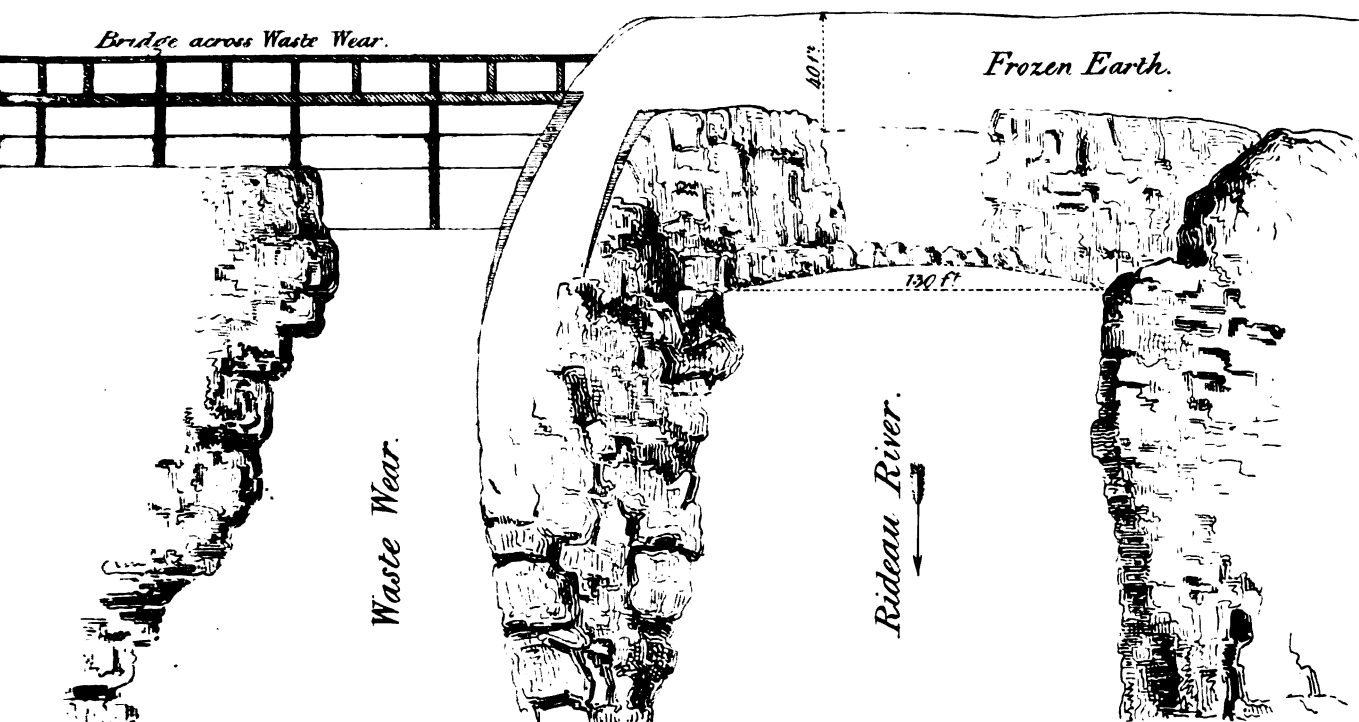 Bridge across Waste Wear.
Frozen Earth.
40 ft
130 ft
Waste Wear.
Rideau River.